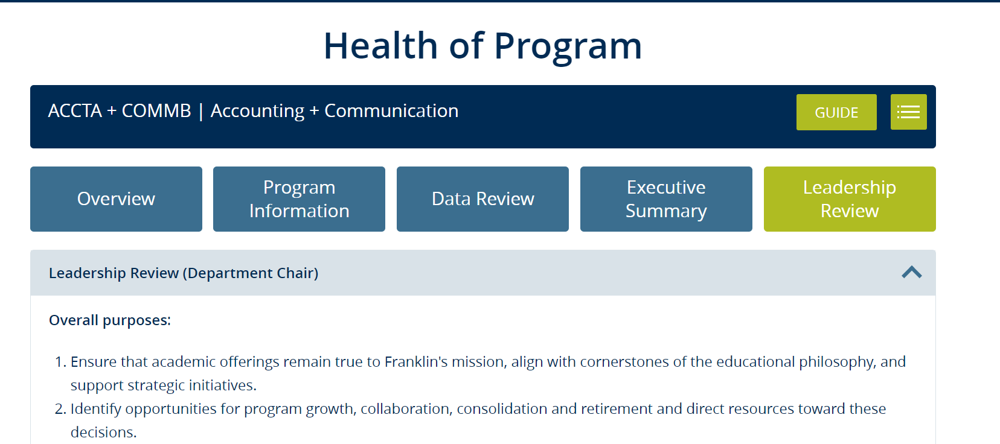 Health of Program
ACCTA + COMMB | Accounting + Communication
GUIDE
Overview
Program
Information
Data Review
Executive
Summary
Leadership
Review
Leadership Review (Department Chair)
Overall purposes:
1. Ensure that academic offerings remain true to Franklin's mission, align with cornerstones of the educational philosophy, and
support strategic initiatives.
2. Identify opportunities for program growth, collaboration, consolidation and retirement and direct resources toward these
decisions.